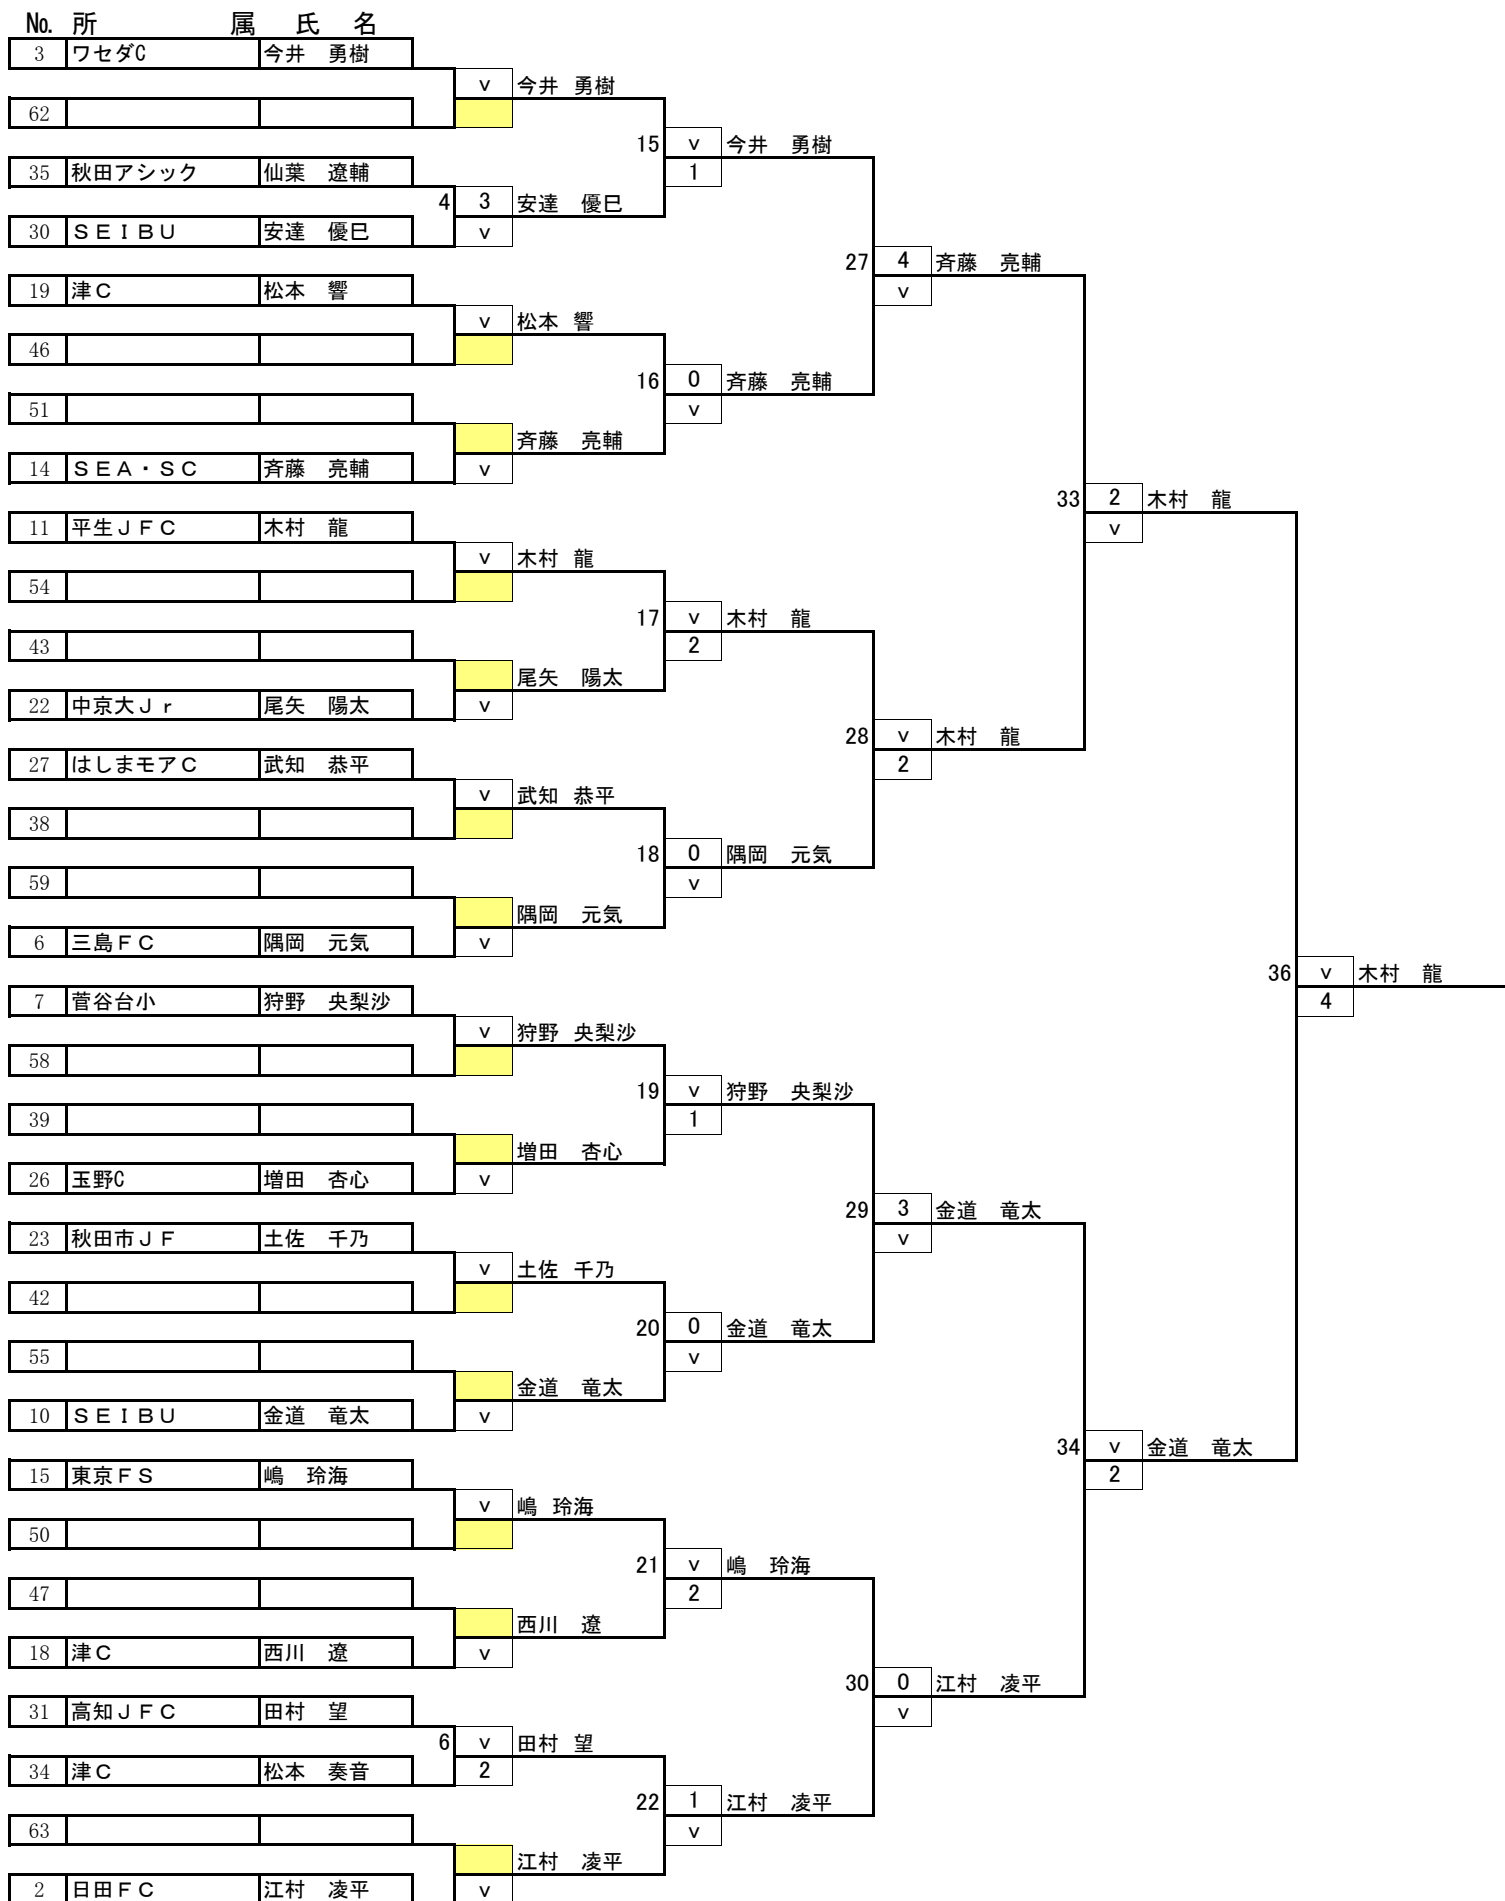 No. 所 属 氏 名
3 ワセダC 今井 勇樹
v 今井 勇樹
62
15 v 今井 勇樹
1
35 秋田アシック 仙葉 遼輔
4 3 安達 優巳
30 ＳＥＩＢＵ 安達 優巳
v
27 4 斉藤 亮輔
v
19 津Ｃ 松本 響
v 松本 響
46
16 0 斉藤 亮輔
v
51
斉藤 亮輔
14 ＳＥＡ・ＳＣ 斉藤 亮輔
v
33 2 木村 龍
v
11 平生ＪＦＣ 木村 龍
v 木村 龍
54
17 v 木村 龍
2
43
尾矢 陽太
22 中京大Ｊｒ 尾矢 陽太
v
28 v 木村 龍
2
27 はしまモアＣ 武知 恭平
v 武知 恭平
38
18 0 隅岡 元気
v
59
隅岡 元気
6 三島ＦＣ 隅岡 元気
v
36 v 木村 龍
4
7 菅谷台小 狩野 央梨沙
v 狩野 央梨沙
58
19 v 狩野 央梨沙
1
39
増田 杏心
26 玉野C 増田 杏心
v
29 3 金道 竜太
v
23 秋田市ＪＦ 土佐 千乃
v 土佐 千乃
42
20 0 金道 竜太
v
55
金道 竜太
10 ＳＥＩＢＵ 金道 竜太
v
34 v 金道 竜太
2
15 東京ＦＳ 嶋 玲海
v 嶋 玲海
50
21 v 嶋 玲海
2
47
西川 遼
18 津Ｃ 西川 遼
v
30 0 江村 凌平
v
31 高知ＪＦＣ 田村 望
6 v 田村 望
34 津Ｃ 松本 奏音
2
22 1 江村 凌平
v
63
江村 凌平
2 日田ＦＣ 江村 凌平
v